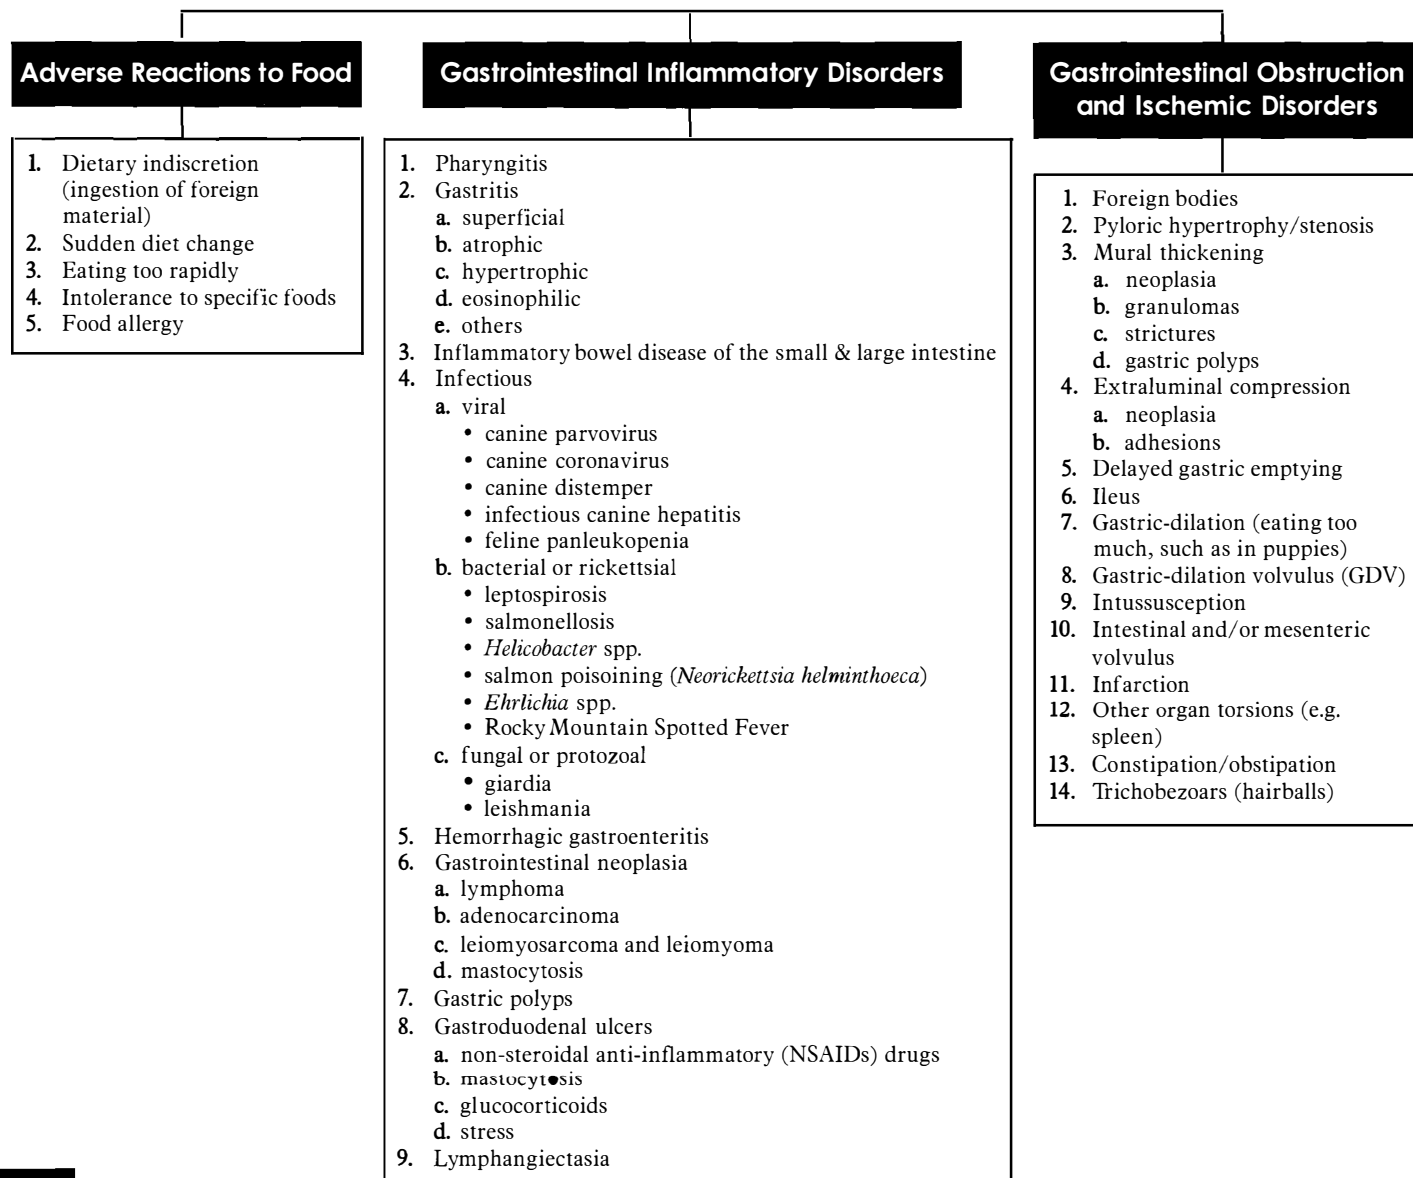 Adverse Reactions to Food
1. Dietary indiscretion
(ingestion of foreign
material)
2. Sudden diet change
3. Eating too rapidly
4. Intolerance to specific foods
5. Food allergy
Gastrointestinal Inflammatory Disorders
1. Pharyngitis
2. Gastritis
a. superficial
b. atrophic
c. hypertrophic
d. eosinophilic
e. others
3. Inflammatory bowel disease of the small & large intestine
4. Infectious
a. viral
• canine parvovirus
• canine coronavirus
• canine distemper
• infectious canine hepatitis
• feline panleukopenia
b. bacterial or rickettsial
• leptospirosis
• salmonellosis
• Helicobacter spp.
• salmon poisoining (Neorickettsia helminthoeca)
• Ehrlichia spp.
• Rocky Mountain Spotted Fever
c. fungal or protozoal
• giardia
• leishmania
5. Hemorrhagic gastroenteritis
6. Gastrointestinal neoplasia
a. lymphoma
b. adenocarcinoma
c. leiomyosarcoma and leiomyoma
d. mastocytosis
7. Gastric polyps
8. Gastroduodenal ulcers
a. non-steroidal anti-inflammatory (NSAIDs) drugs
b. mastocytosis
c. glucocorticoids
d. stress
9. Lymphangiectasia
Gastrointestinal Obstruction
and Ischemic Disorders
1. Foreign bodies
2. Pyloric hypertrophy/stenosis
3. Mural thickening
a. neoplasia
b. granulomas
c. strictures
d. gastric polyps
4. Extraluminal compression
a. neoplasia
b. adhesions
5. Delayed gastric emptying
6. Ileus
7. Gastric-dilation (eating too
much, such as in puppies)
8. Gastric-dilation volvulus (GDV)
9. Intussusception
10. Intestinal and/or mesenteric
volvulus
11. Infarction
12. Other organ torsions (e.g.
spleen)
13. Constipation/obstipation
14. Trichobezoars (hairballs)